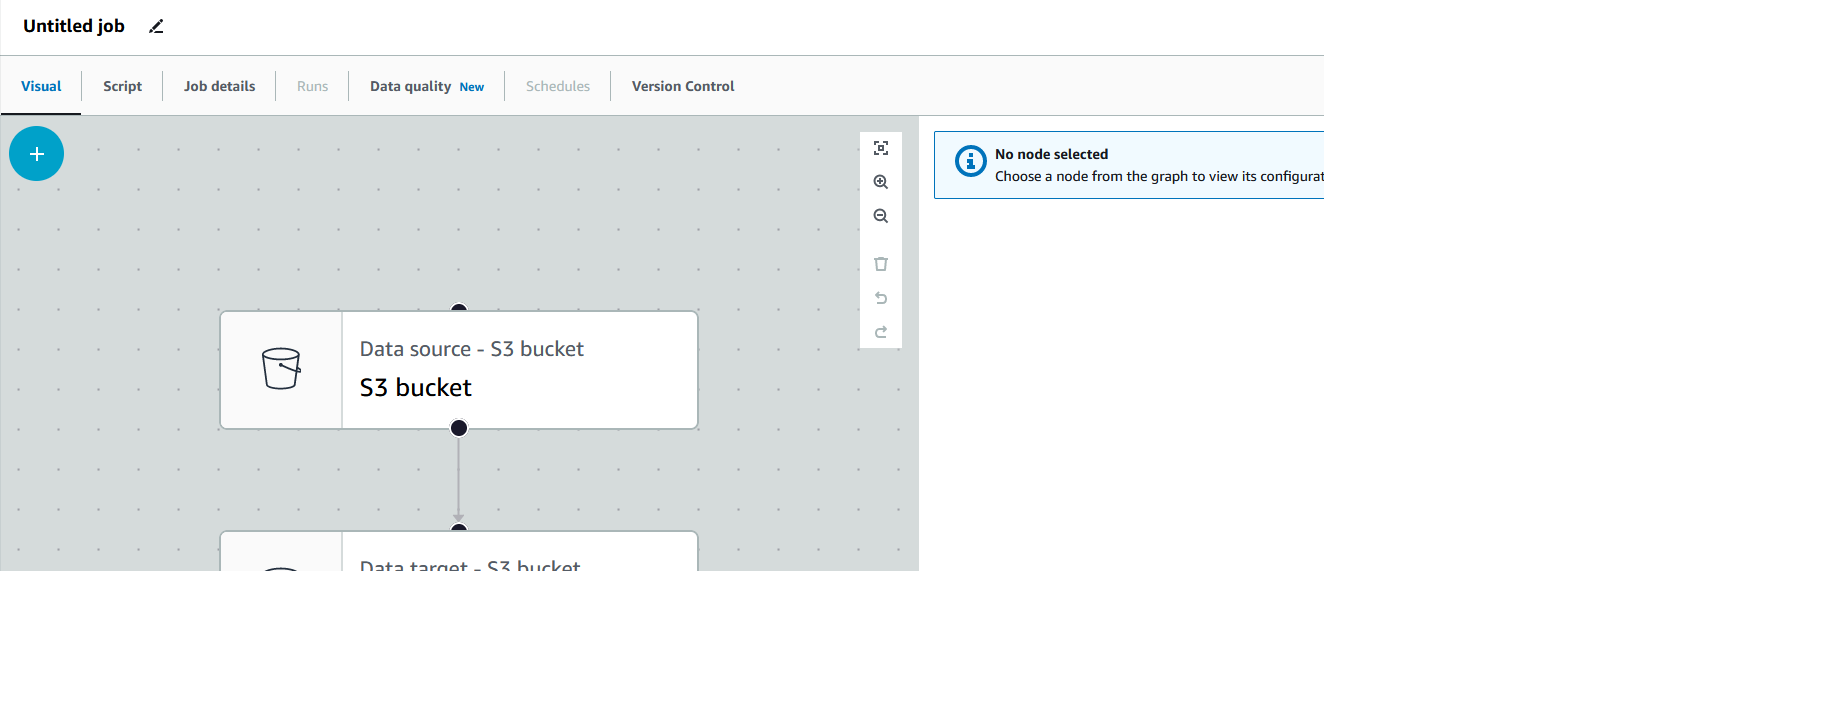 Untitled job
Visual
Script
Job details
Runs
Data quality New
Schedules
Version Control
No node selected
Choose a node from the graph to view its configurat
Data source - S3 bucket
S3 bucket
Data target - S3 bucket